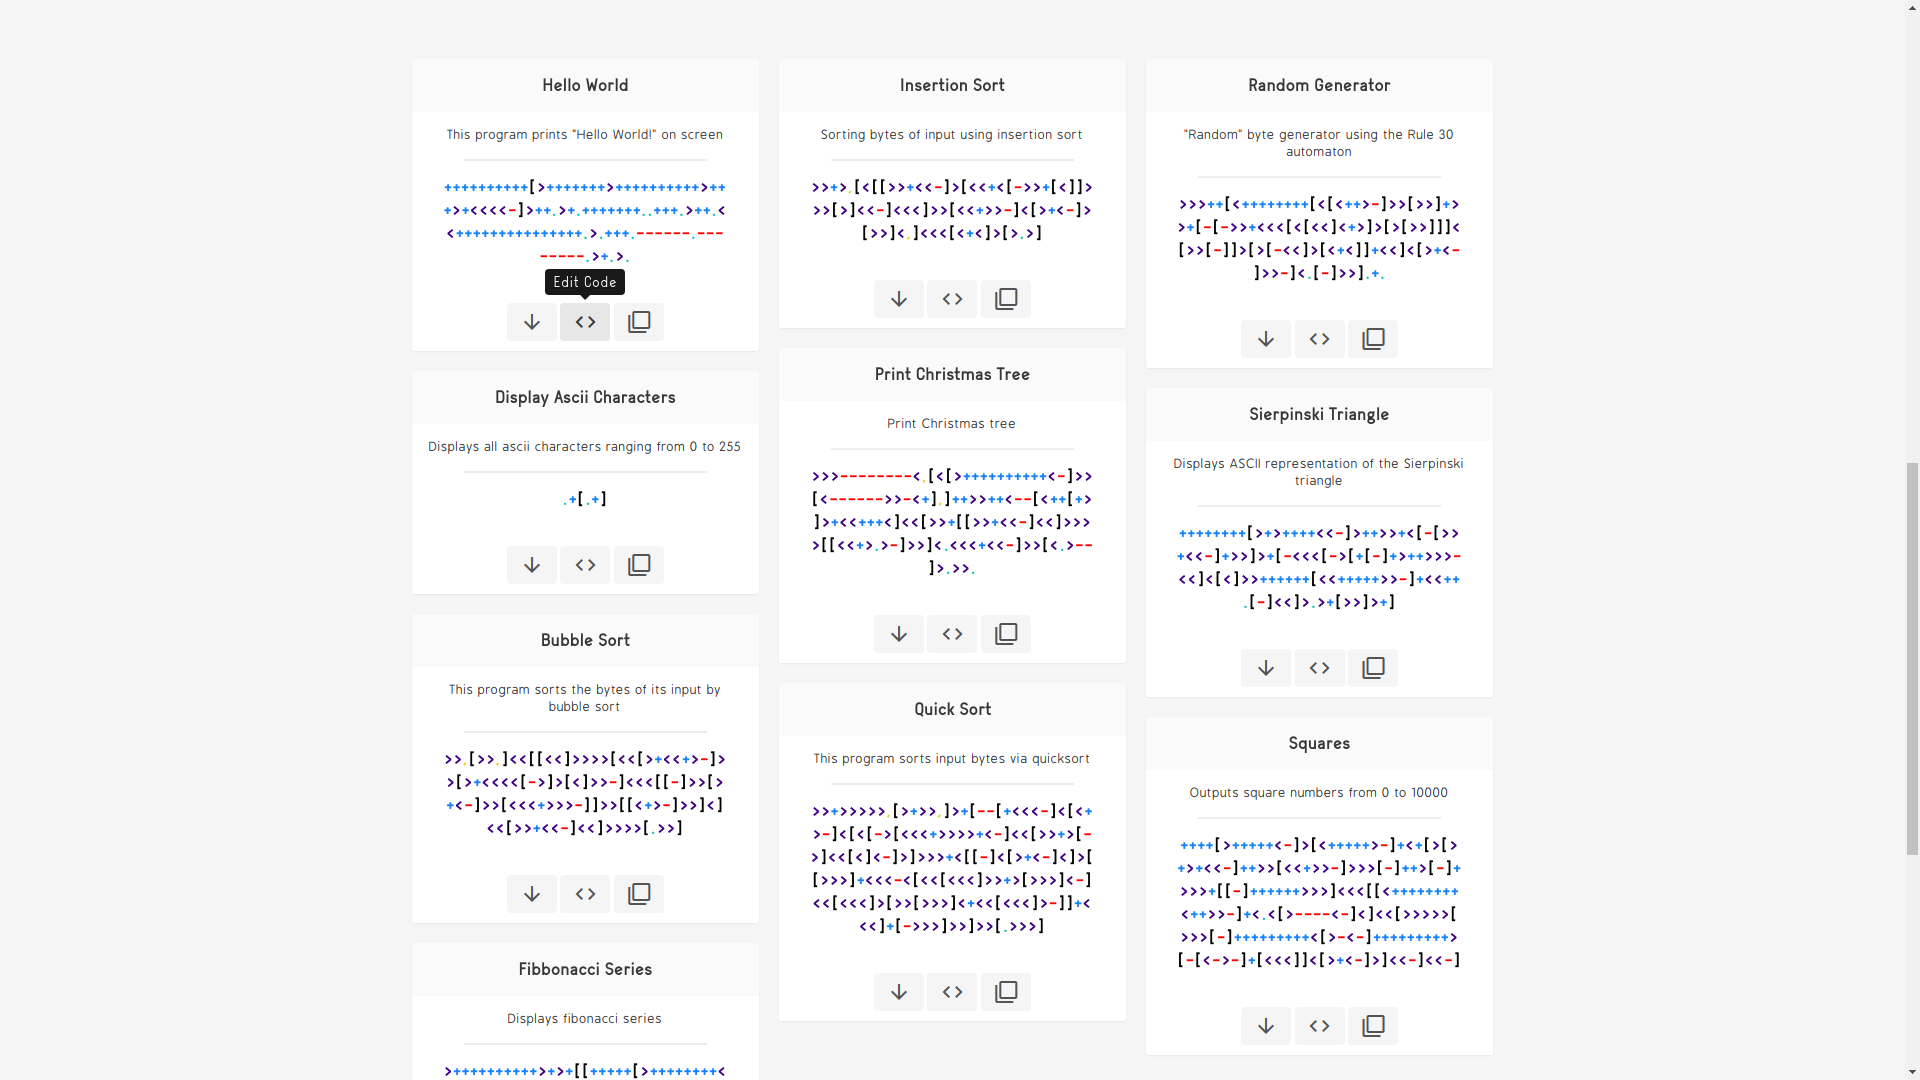 Hello World
This program prints "Hello World!" on screen
++++++++++[>+++++++>++++++++++>++
+>+<<<<-]>++.>+.+++++++..+++.>++.<
<+++++++++++++++.>.+++.------.---
-----.>+.>.
Edit Code
Display Ascii Characters
Displays all ascii characters ranging from 0 to 255
.+[.+]
Bubble Sort
This program sorts the bytes of its input by
bubble sort
>>,[>>,]<<[[<<]>>>>[<<[>+<<+>-]>
>[>+<<<<[->]>[<]>>-]<<<[[-]>>[>
+<-]>>[<<<+>>>-]]>>[[<+>-]>>]<]
<<[>>+<<-]<<]>>>>[.>>]
Fibbonacci Series
Displays fibonacci series
>++++++++++>+>+[[+++++[>++++++++<
Insertion Sort
Sorting bytes of input using insertion sort
>>+>,[<[[>>+<<-]>[<<+<[->>+[<]]>
>>[>]<<-]<<<]>>[<<+>>-]<[>+<-]>
[>>]<,]<<<[<+<]>[>.>]
Print Christmas Tree
Print Christmas tree
>>>--------<,[<[>++++++++++<-]>>
[<------>>-<+],]++>>++<--[<++[+>
]>+<<+++<]<<[>>+[[>>+<<-]<<]>>>
>[[<<+>.>-]>>]<.<<<+<<-]>>[<.>--
]>.>>.
Quick Sort
This program sorts input bytes via quicksort
>>+>>>>>,[>+>>,]>+[--[+<<<-]<[<+
>-]<[<[->[<<<+>>>>+<-]<<[>>+>[-
>]<<[<]<-]>]>>>+<[[-]<[>+<-]<]>[
[>>>]+<<<-<[<<[<<<]>>+>[>>>]<-]
<<[<<<]>[>>[>>>]<+<<[<<<]>-]]+<
<<]+[->>>]>>]>>[.>>>]
Random Generator
"Random" byte generator using the Rule 30
automaton
>>>++[<++++++++[<[<++>-]>>[>>]+>
>+[-[->>+<<<[<[<<]<+>]>[>[>>]]]<
[>>[-]]>[>[-<<]>[<+<]]+<<]<[>+<-
]>>-]<.[-]>>].+.
Sierpinski Triangle
Displays ASCII representation of the Sierpinski
triangle
++++++++[>+>++++<<-]>++>>+<[-[>>
+<<-]+>>]>+[-<<<[->[+[-]+>++>>>-
<<]<[<]>>++++++[<<+++++>>-]+<<++
.[-]<<]>.>+[>>]>+]
Squares
Outputs square numbers from 0 to 10000
++++[>+++++<-]>[<+++++>-]+<+[>[>
+>+<<-]++>>[<<+>>-]>>>[-]++>[-]+
>>>+[[-]++++++>>>]<<<[[<++++++++
<++>>-]+<.<[>----<-]<]<<[>>>>>[
>>>[-]+++++++++<[>-<-]+++++++++>
[-[<->-]+[<<<]]<[>+<-]>]<<-]<<-]